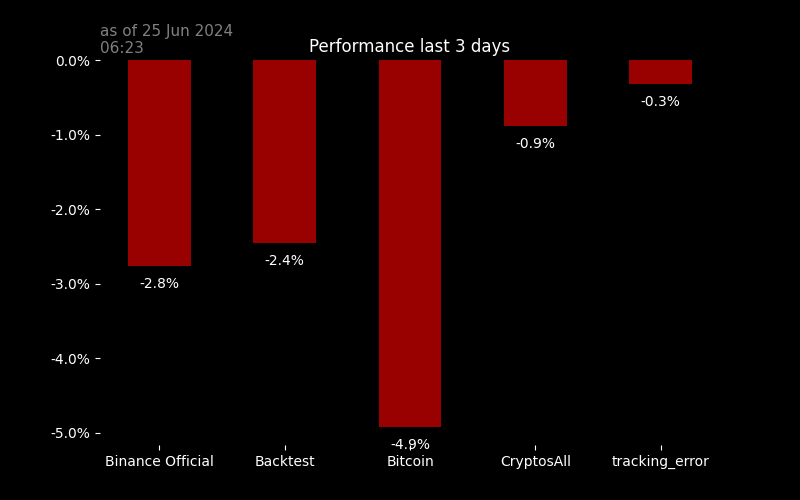 as of 25 Jun 2024
06:23
Performance last 3 days
0.0%
-1.0%
-2.0%
-3.0%
-4.0%
-5.0%
-2.8%
-2.4%
-4.9%
-0.9%
-0.3%
Binance Official
Backtest
Bitcoin
CryptosAll
tracking_error